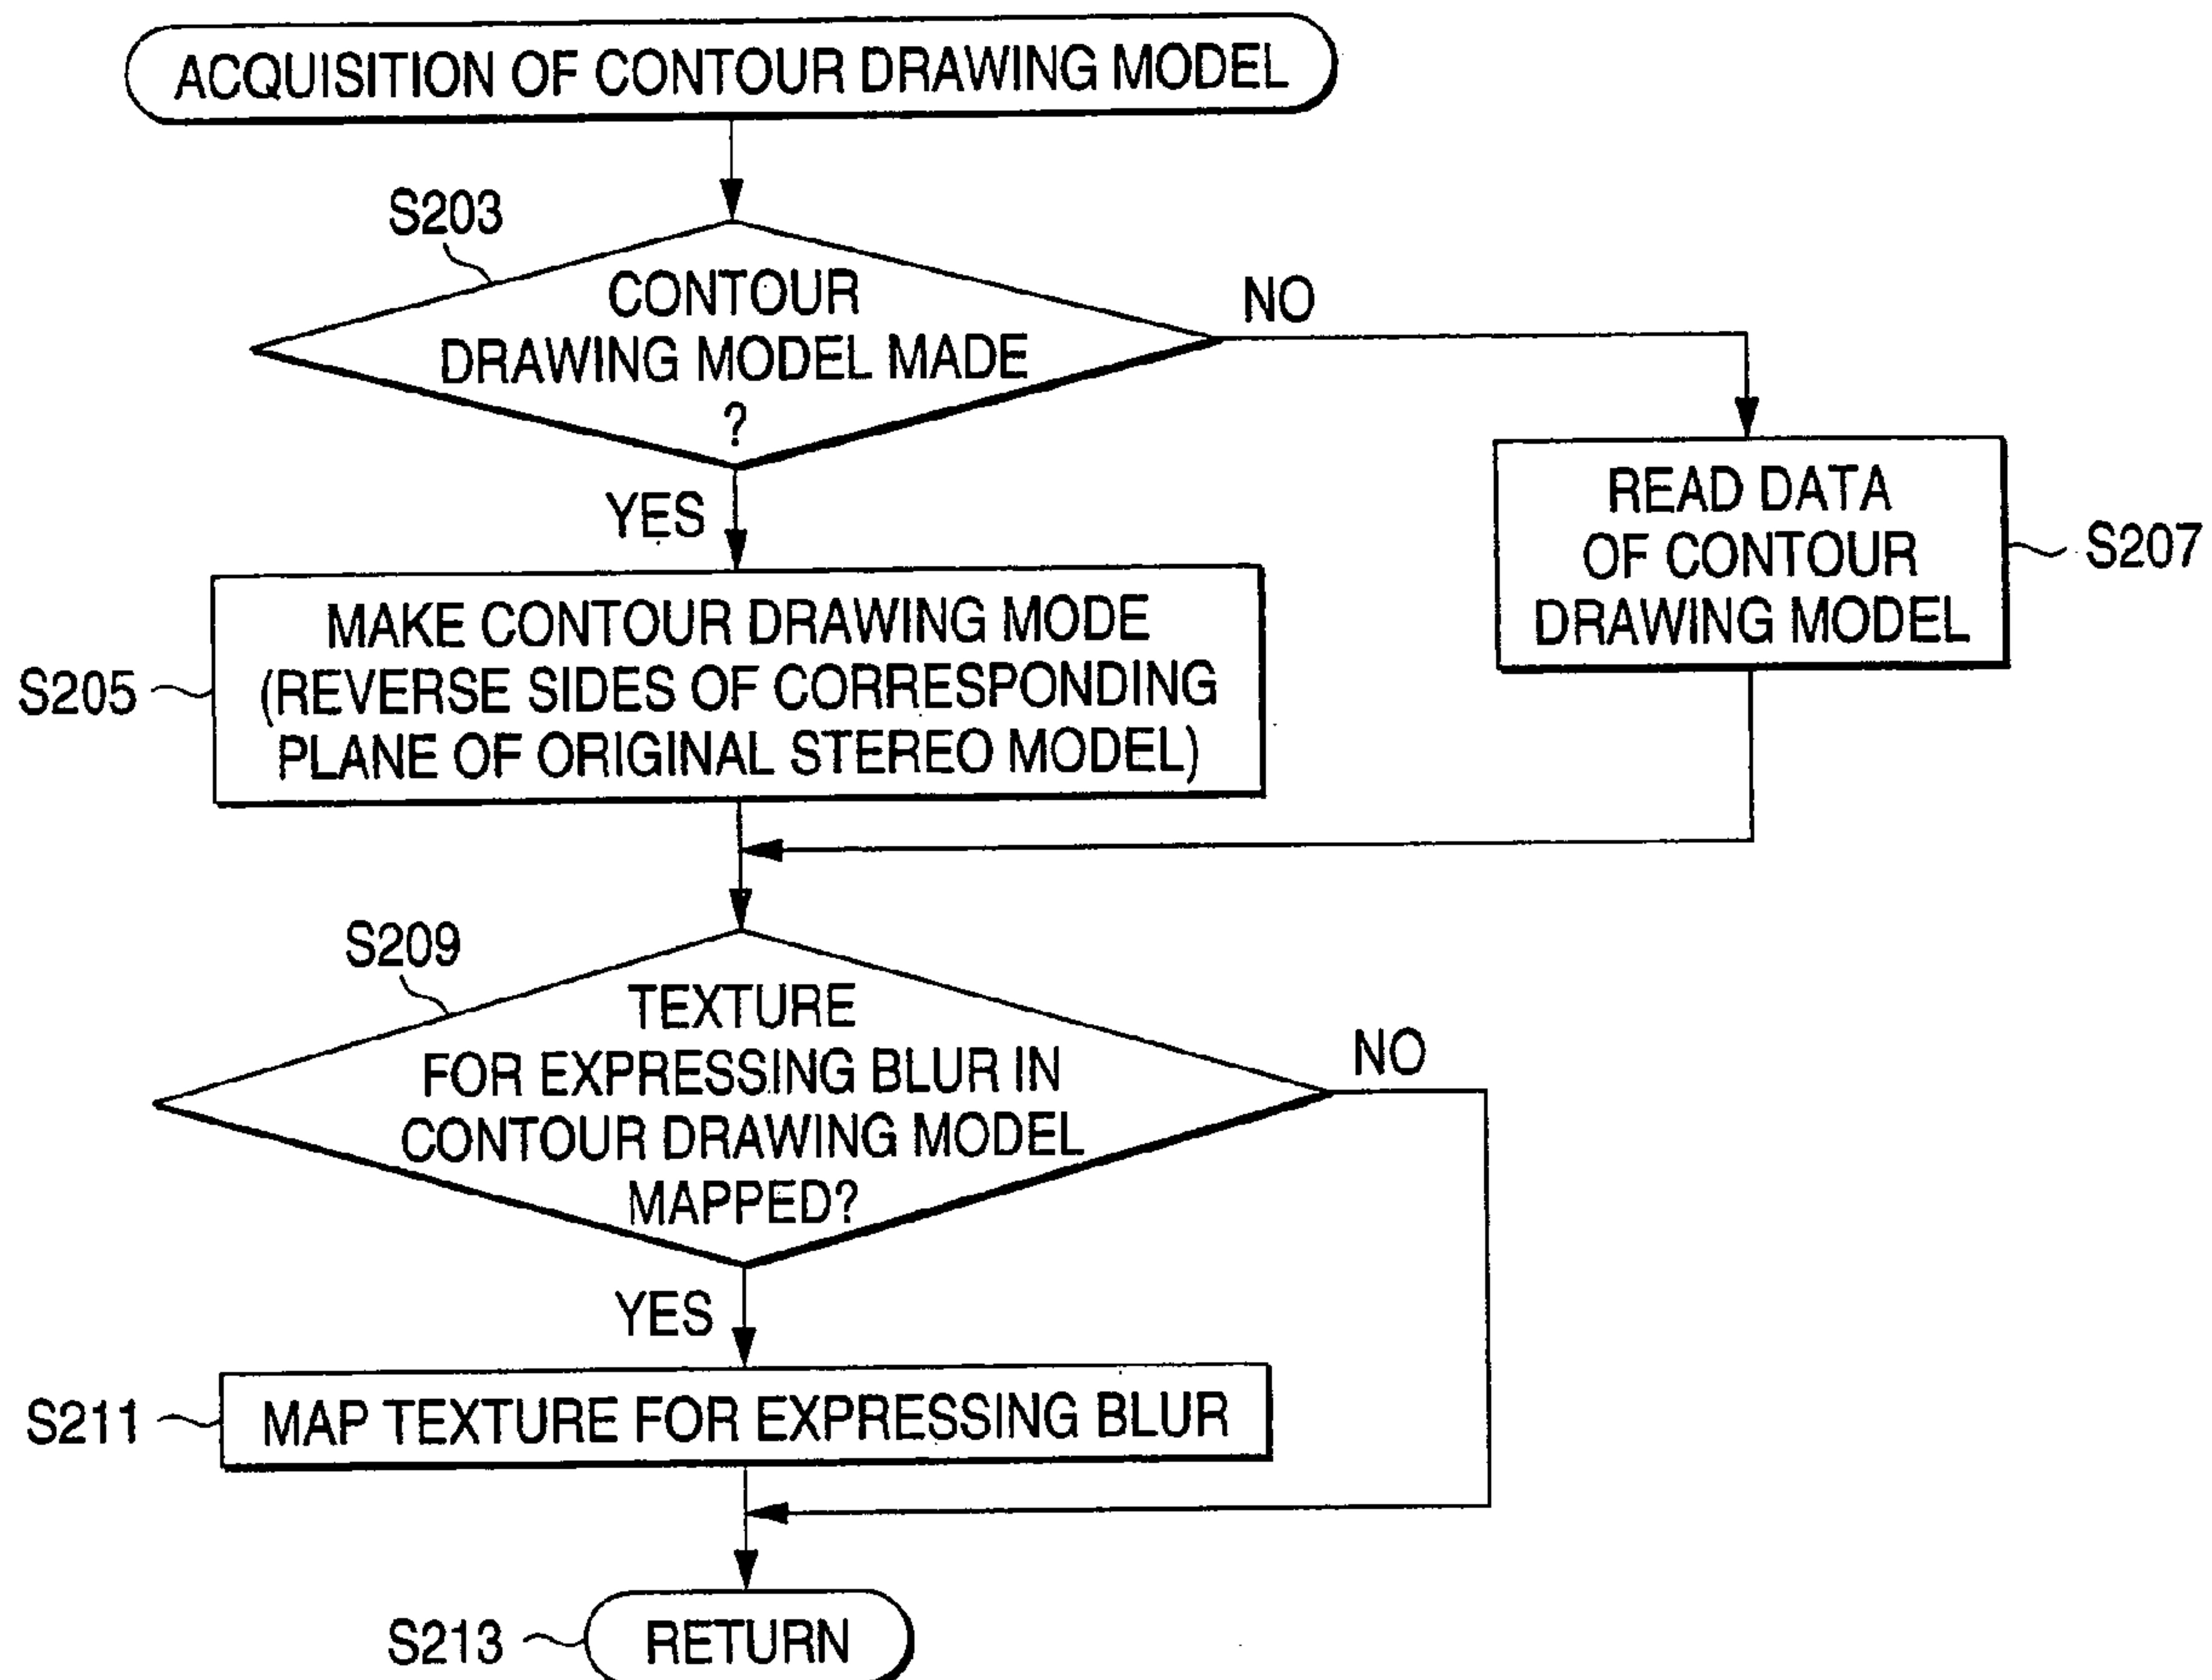 ACQUISITION OF CONTOUR DRAWING MODEL
S203
CONTOUR
DRAWING MODEL MADE
?
NO
YES
READ DATA
OF CONTOUR
DRAWING MODEL
S207
S205
MAKE CONTOUR DRAWING MODE
(REVERSE SIDES OF CORRESPONDING
PLANE OF ORIGINAL STEREO MODEL)
S209
TEXTURE
FOR EXPRESSING BLUR IN
CONTOUR DRAWING MODEL
MAPPED?
NO
YES
S211
MAP TEXTURE FOR EXPRESSING BLUR
S213
RETURN